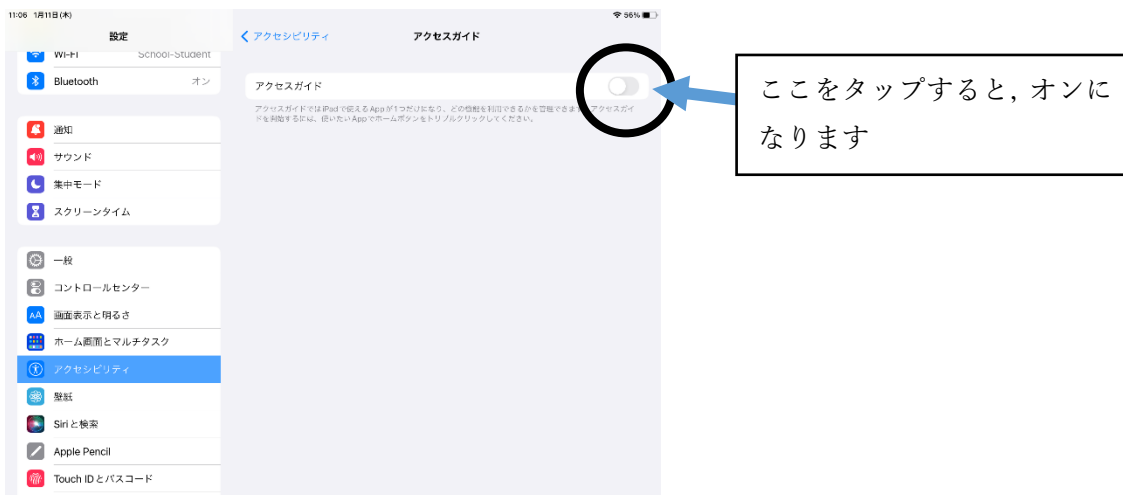 11:06 1月11日(木)
96%
設定
アクセシビリティ
アクセスガイド
Wi-Fi School-Student
Bluetooth オン
通知
サウンド
集中モード
スクリーンタイム
一般
コントロールセンター
画面表示と明るさ
ホーム画面とマルチタスク
アクセシビリティ
壁紙
Siriと検索
Apple Pencil
Touch IDとパスコード
アクセスガイド
アクセスガイドではiPadで使えるAppが1つだけになり、どの機能を利用できるかを管理できます。アクセスガイ
ドを開始するには、使いたいAppでホームボタンをトリプルクリックしてください。
ここをタップすると, オンに
なります